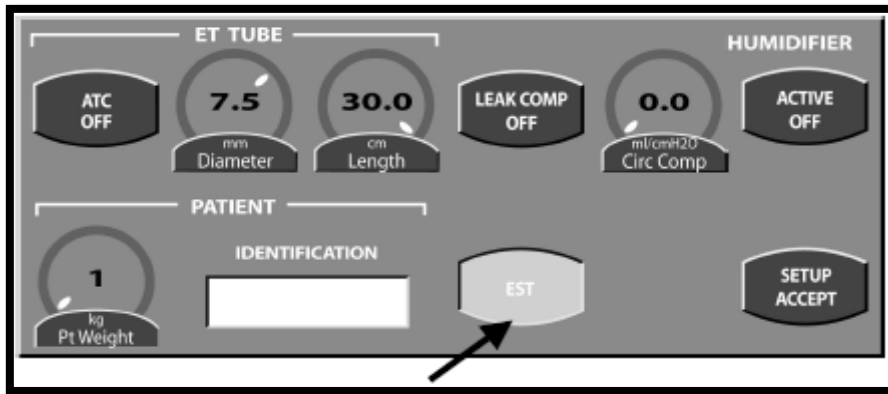 ET TUBE
HUMIDIFIER
ATC
OFF
7.5
mm
Diameter
30.0
cm
Length
LEAK COMP
OFF
0.0
ml/cmH2O
Circ Comp
ACTIVE
OFF
PATIENT
1
kg
Pt Weight
IDENTIFICATION
EST
SETUP
ACCEPT